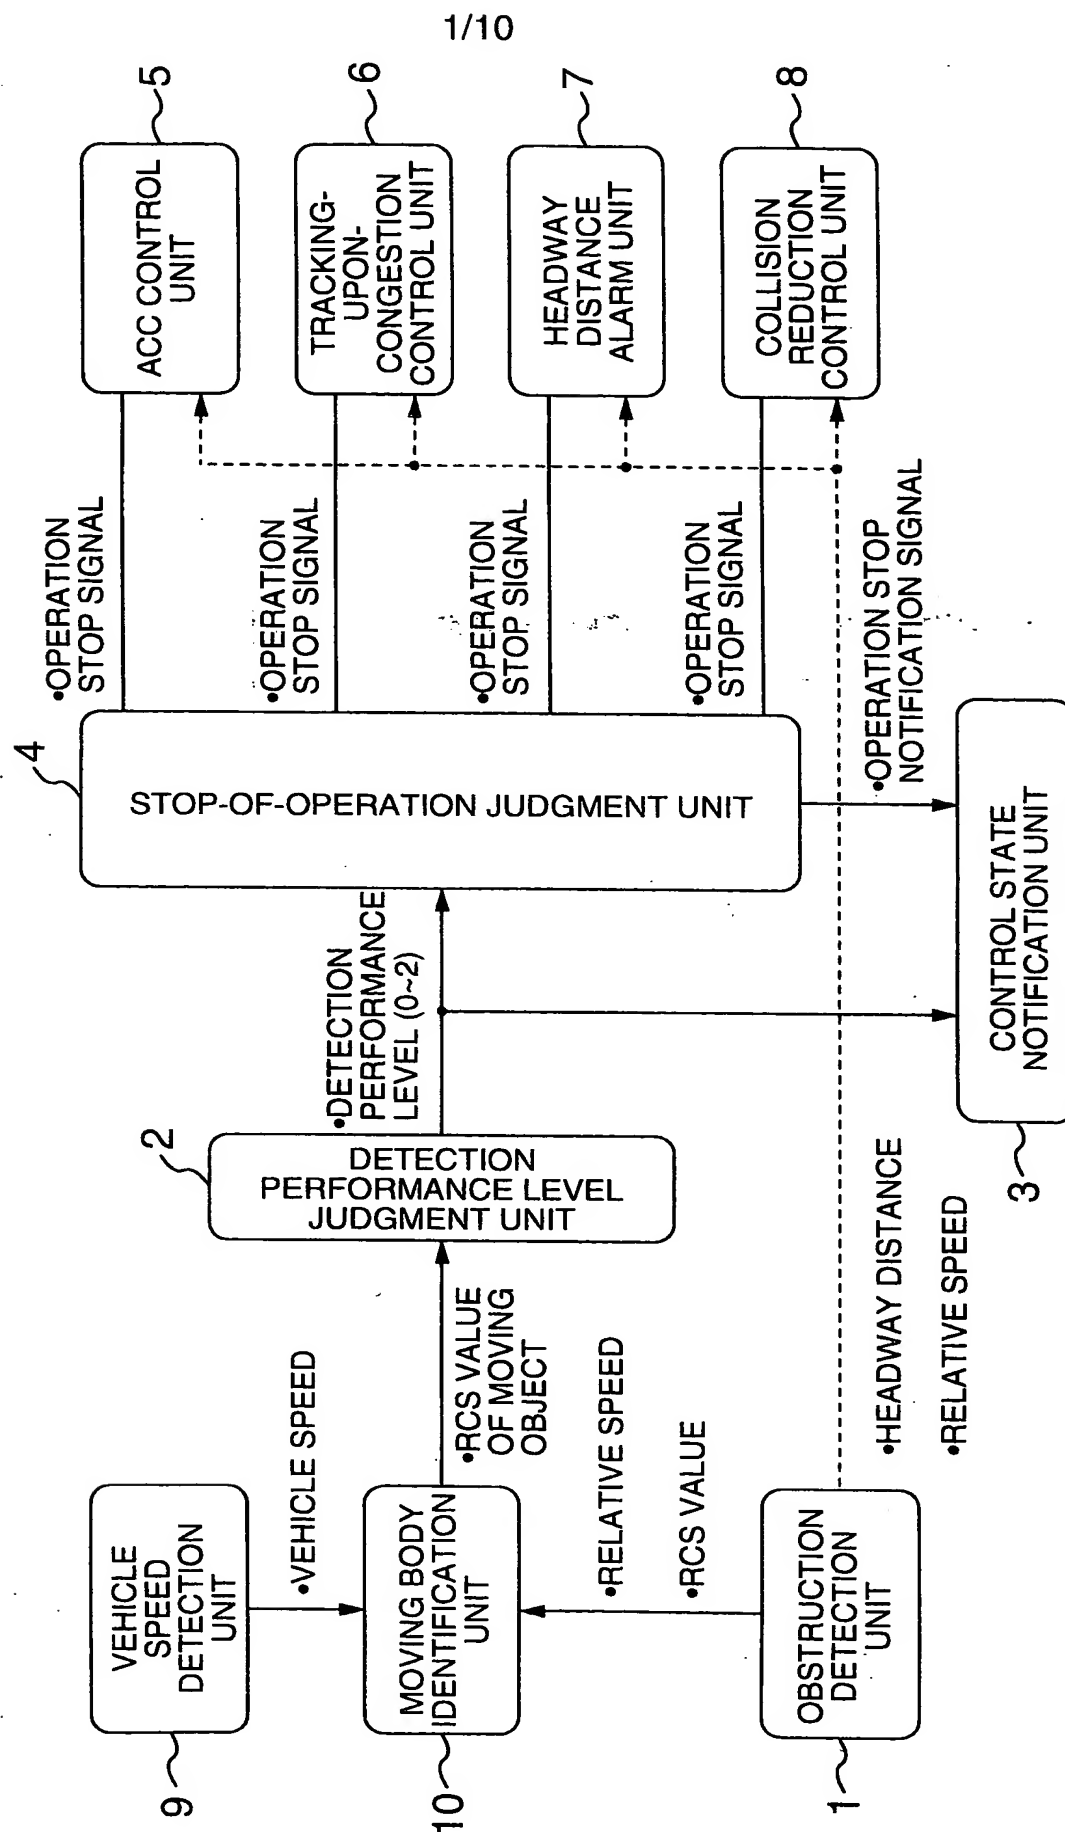 1/10
9
VEHICLE
SPEED
DETECTION
UNIT
•VEHICLE SPEED
10
MOVING BODY
IDENTIFICATION
UNIT
•RCS VALUE
OF MOVING
OBJECT
•RELATIVE SPEED
•RCS VALUE
1
OBSTRUCTION
DETECTION
UNIT
•HEADWAY DISTANCE
•RELATIVE SPEED
2
DETECTION
PERFORMANCE LEVEL
JUDGMENT UNIT
•DETECTION
PERFORMANCE
LEVEL (0~2)
3
CONTROL STATE
NOTIFICATION UNIT
4
STOP-OF-OPERATION JUDGMENT UNIT
•OPERATION
STOP SIGNAL
•OPERATION
STOP SIGNAL
•OPERATION
STOP SIGNAL
•OPERATION
STOP SIGNAL
•OPERATION STOP
NOTIFICATION SIGNAL
5
ACC CONTROL
UNIT
6
TRACKING-
UPON-
CONGESTION
CONTROL UNIT
7
HEADWAY
DISTANCE
ALARM UNIT
8
COLLISION
REDUCTION
CONTROL UNIT